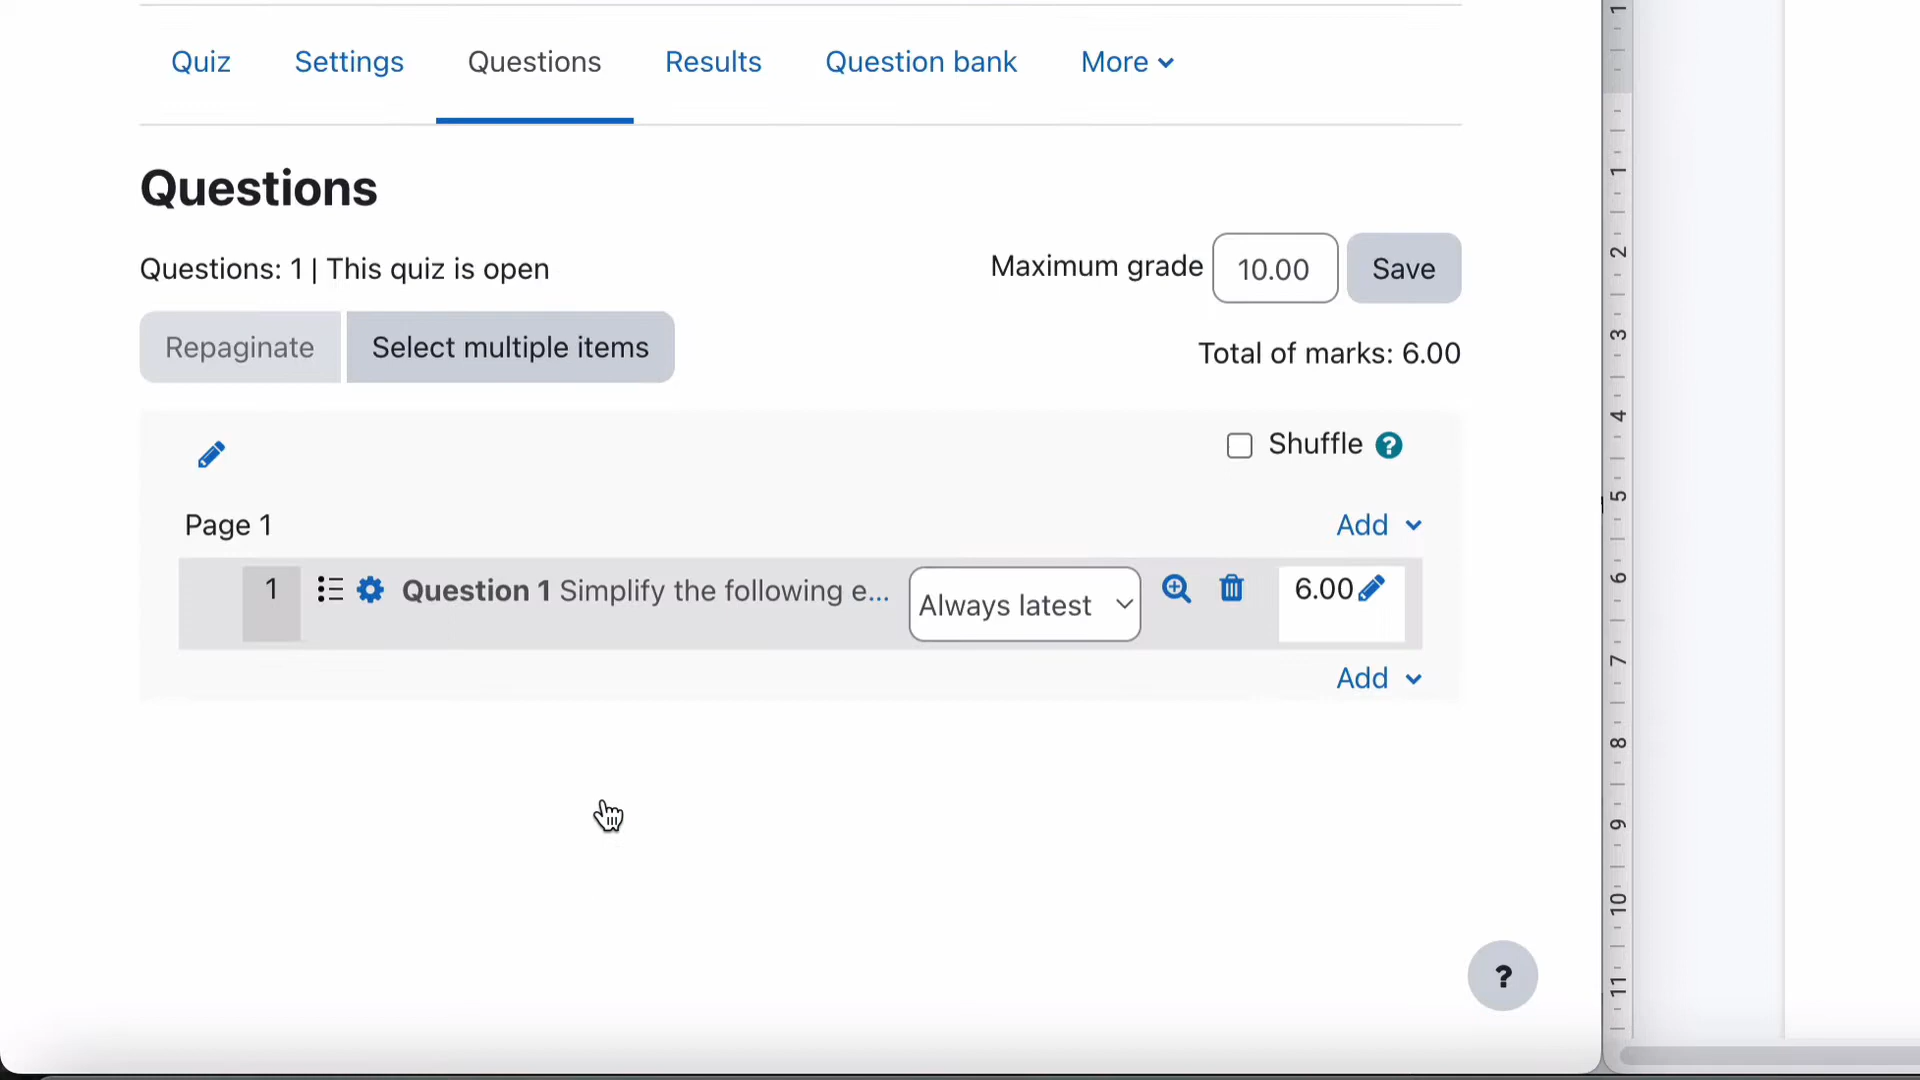 Quiz Settings Questions Results Question bank More
Questions
Questions: 1 | This quiz is open
Maximum grade 10.00 Save
Repaginate Select multiple items
Total of marks: 6.00
Shuffle ?
Page 1
Add
1 Question 1 Simplify the following e... Always latest 6.00
Add
?
1
1
2
3
4
5
6
7
8
9
10
11